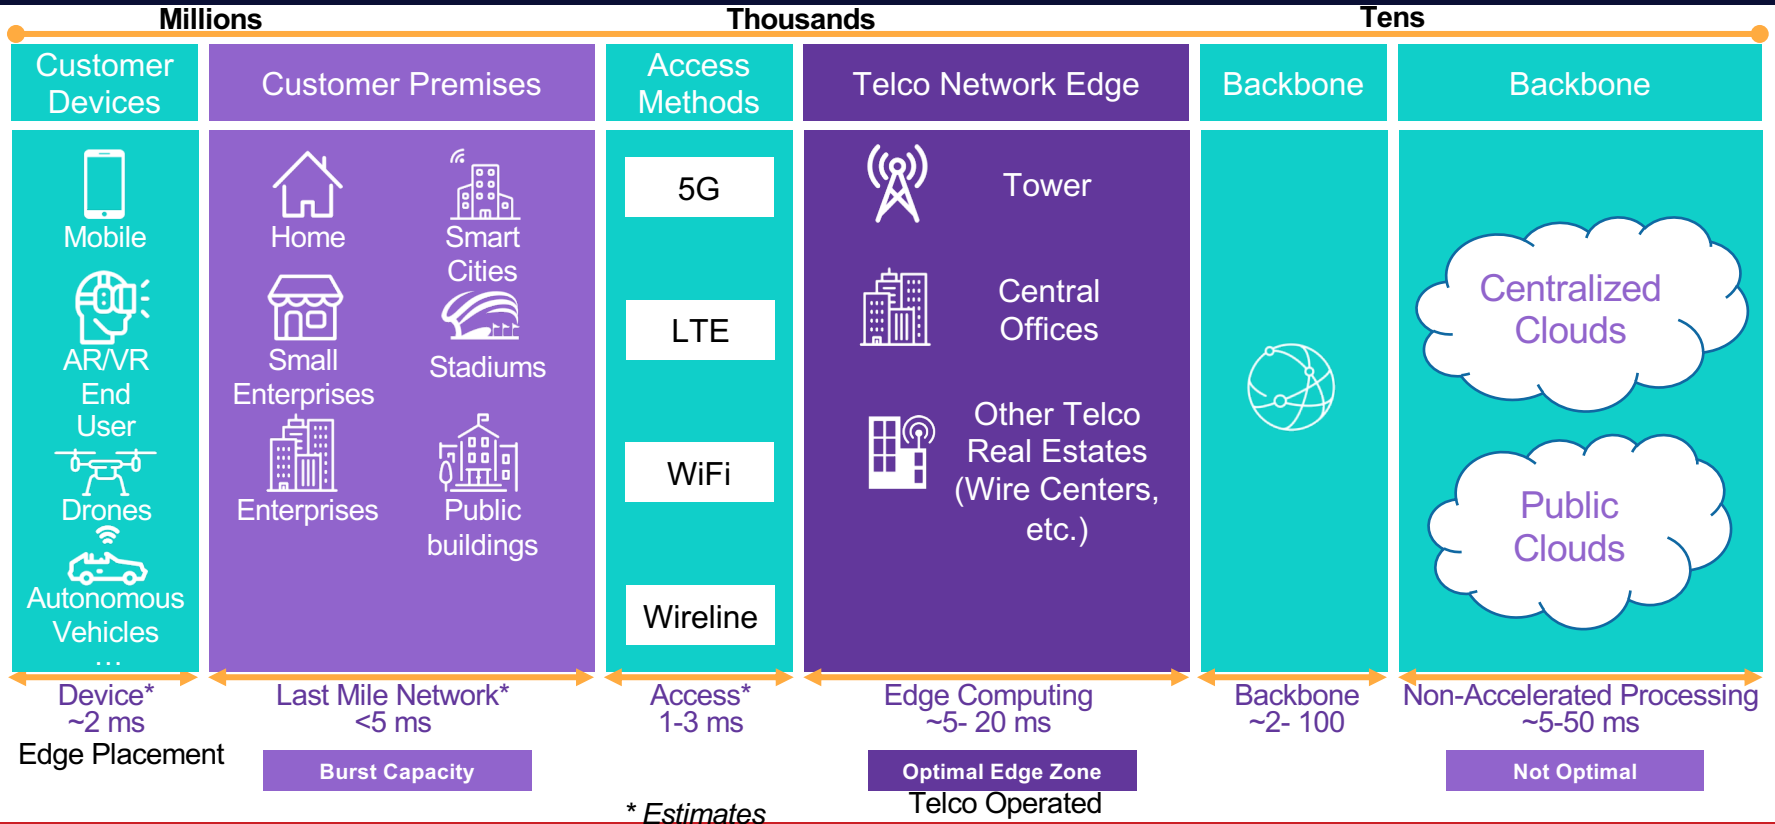 Millions
Thousands
Tens
Customer
Devices
Customer Premises
Access
Methods
Telco Network Edge
Backbone
Backbone
Mobile
AR/VR
End
User
Drones
Autonomous
Vehicles
...
Home
Smart
Cities
Small
Enterprises
Stadiums
Enterprises
Public
buildings
5G
LTE
WiFi
Wireline
Tower
Central
Offices
Other Telco
Real Estates
(Wire Centers,
etc.)
Centralized
Clouds
Public
Clouds
Device*
~2 ms
Last Mile Network*
<5 ms
Access*
1-3 ms
Edge Computing
~5- 20 ms
Backbone
~2- 100
Non-Accelerated Processing
~5-50 ms
Edge Placement
Burst Capacity
Optimal Edge Zone
Not Optimal
Telco Operated
* Estimates